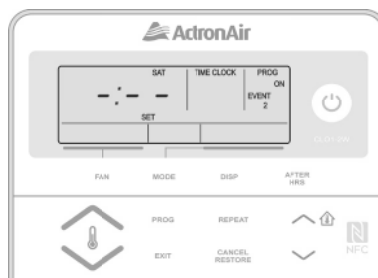 ActronAir
SAT TIME CLOCK PROG
ON
-:- - EVENT
2
SET
FAN MODE DISP AFTER
HRS
PROG REPEAT
NFC
EXIT CANCEL
RESTORE